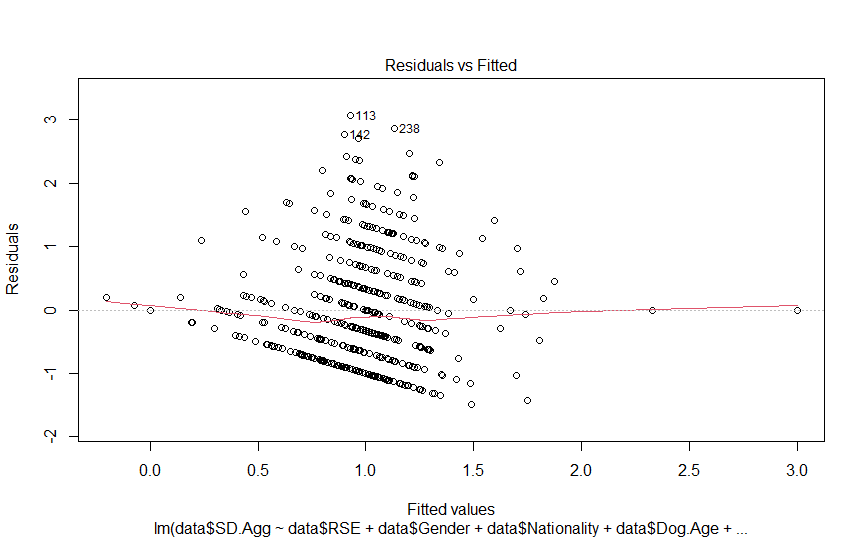 Residuals vs Fitted
113
238
142
3
2
1
0
-1
-2
Residuals
0.0 0.5 1.0 1.5 2.0 2.5 3.0
Fitted values
lm(data$SD.Agg ~ data$RSE + data$Gender + data$Nationality + data$Dog.Age + ...